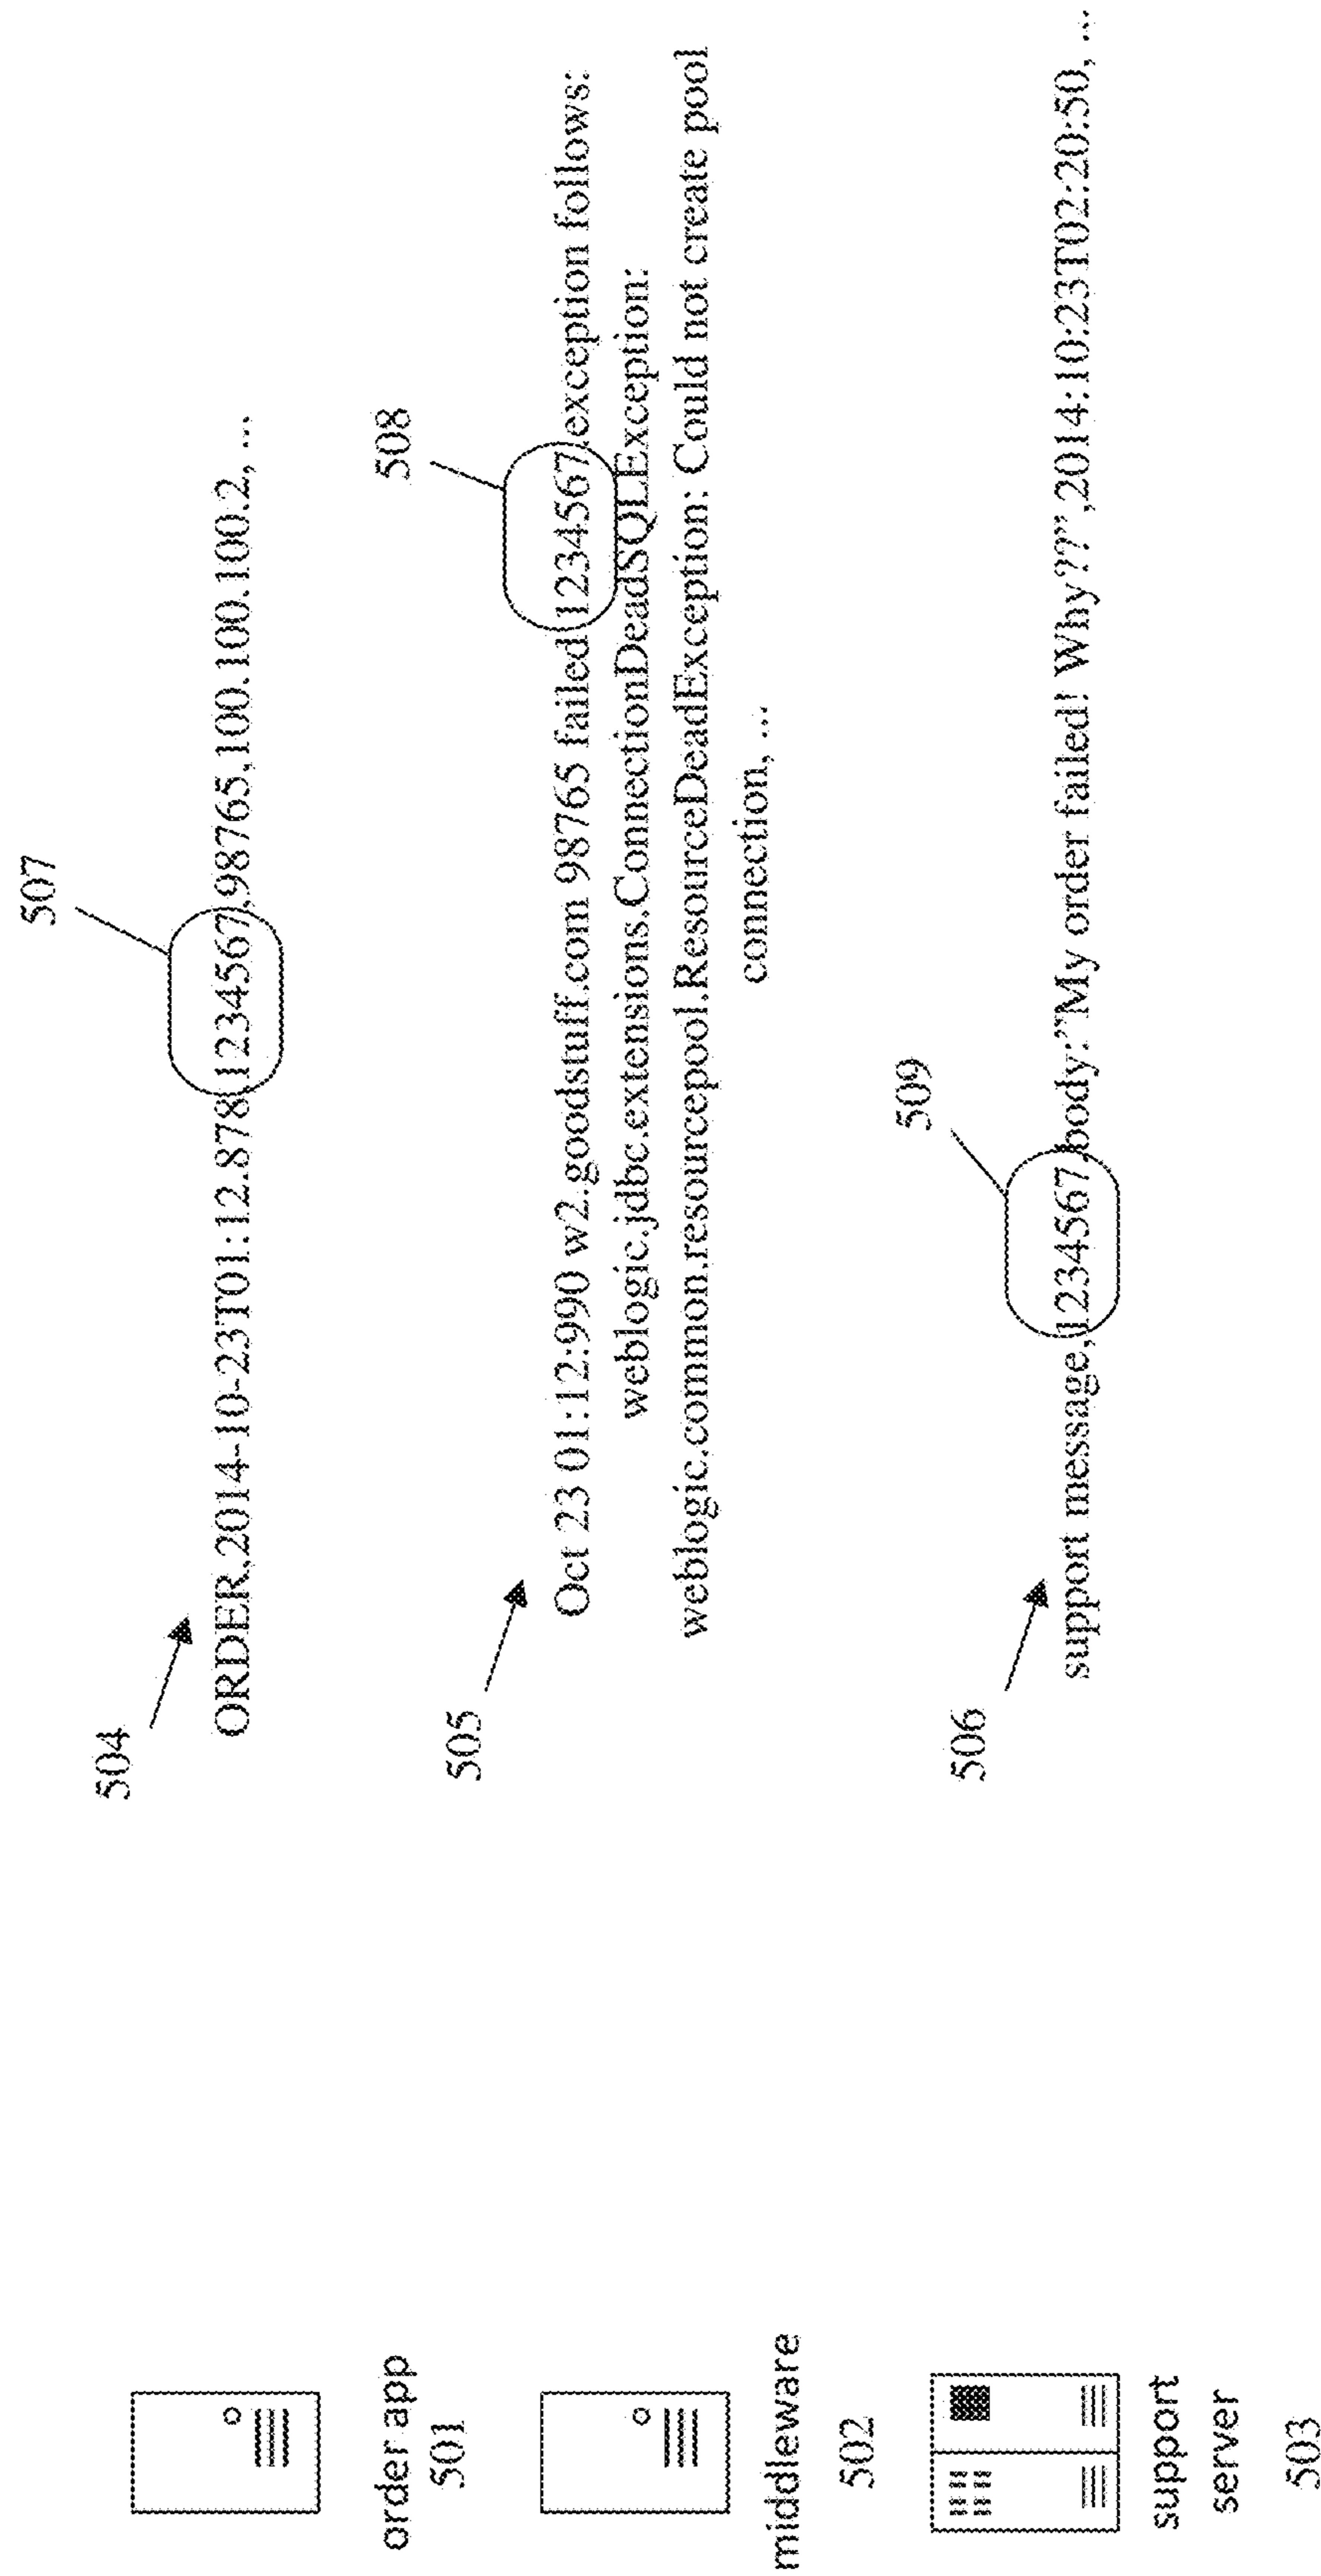 504
507
ORDER,2014-10-23T01:12.878,1234567,98765,100.100.100.2, ...
order app
501
505
508
Oct 23 01:12:990 w2.goodstuff.com 98765 failed 1234567 exception follows:
weblogic.jdbc.extensions.ConnectionDeadSQLException:
weblogic.common.resourcepool.ResourceDeadException: Could not create pool
connection, ...
middleware
502
506
509
support message,1234567,body:”My order failed! Why??”,2014:10:23T02:20:50, ...
support
server
503